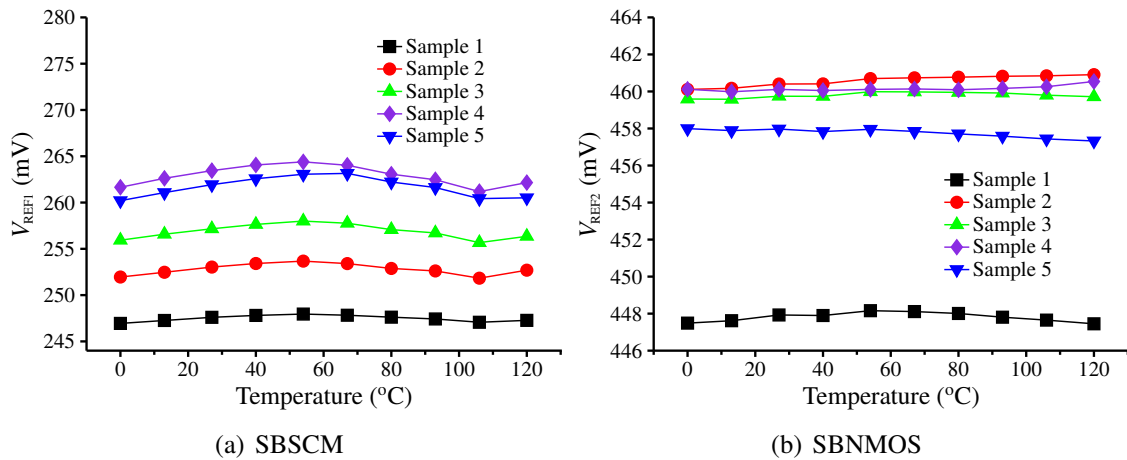 280
275
270
265
260
255
250
245
V_REF1 (mV)
Sample 1
Sample 2
Sample 3
Sample 4
Sample 5
0 20 40 60 80 100 120
Temperature (°C)
(a) SBSCM
464
462
460
458
456
454
452
450
448
446
V_REF2 (mV)
Sample 1
Sample 2
Sample 3
Sample 4
Sample 5
0 20 40 60 80 100 120
Temperature (°C)
(b) SBNMOS